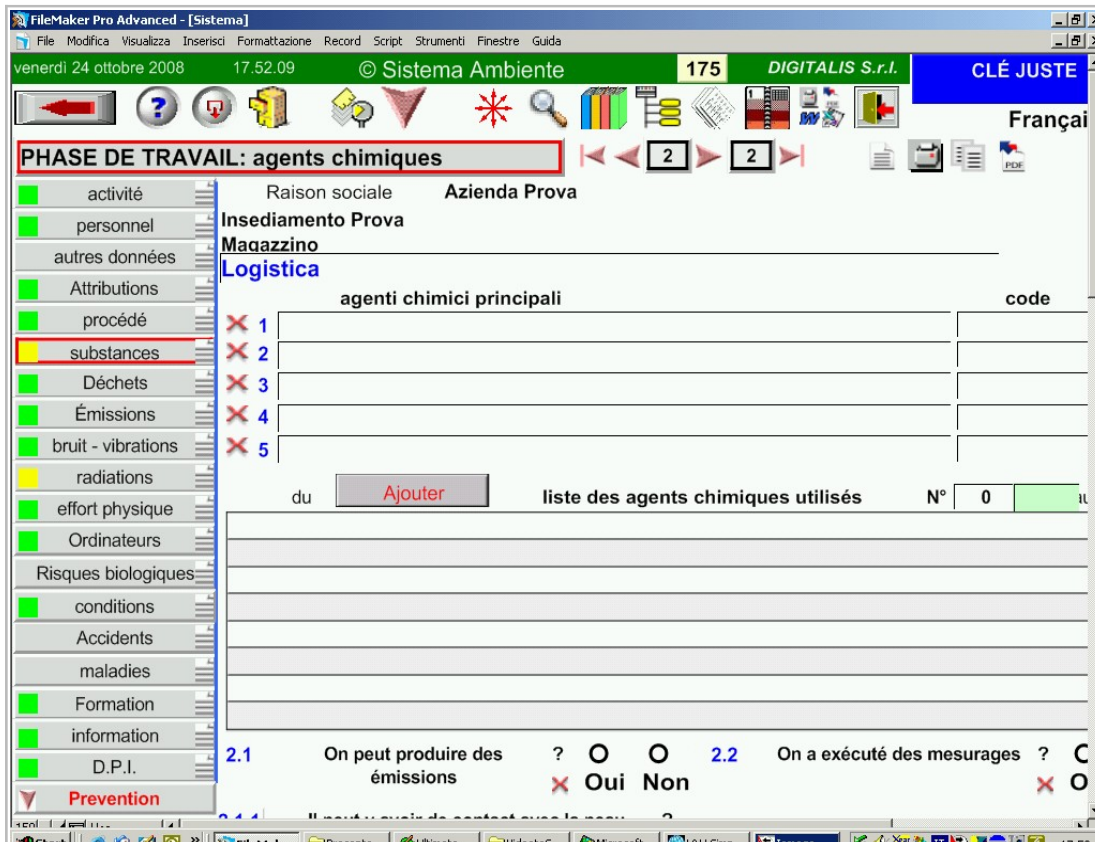 FileMaker Pro Advanced - [Sistema]
File Modifica Visualizza Inserisci Formattazione Record Script Strumenti Finestre Guida
venerdì 24 ottobre 2008 17.52.09 © Sistema Ambiente 175 DIGITALIS S.r.l. CLÉ JUSTE
Françai
PHASE DE TRAVAIL: agents chimiques 2 2
PDF
activité
personnel
autres données
Attributions
procédé
substances
Déchets
Émissions
bruit - vibrations
radiations
effort physique
Ordinateurs
Risques biologiques
conditions
Accidents
maladies
Formation
information
D.P.I.
Prevention
Raison sociale Azienda Prova
Insediamento Prova
Magazzino
Logistica
agenti chimici principali code
1
2
3
4
5
du Ajouter liste des agents chimiques utilisés N° 0
2.1 On peut produire des émissions ? Oui Non
2.2 On a exécuté des mesurages ? O